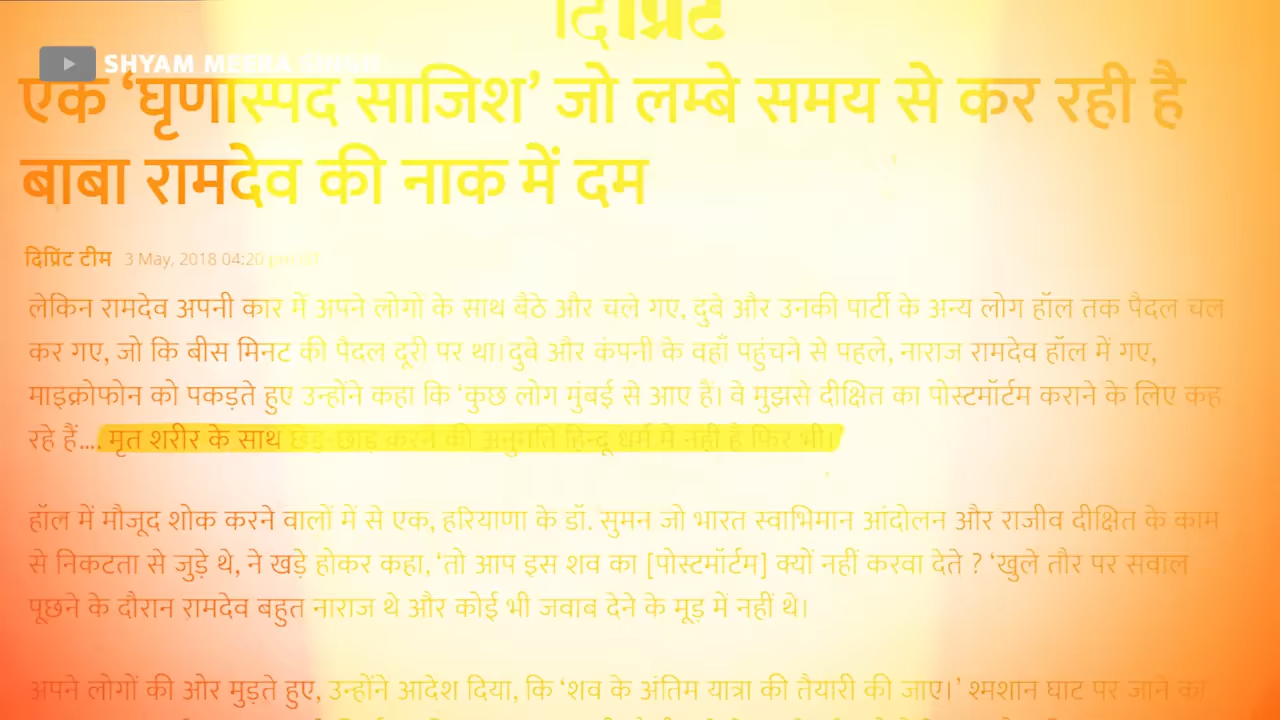 दिप्रिंट
SHYAM MEERA SINGH
एक ‘घृणास्पद साजिश’ जो लम्बे समय से कर रही है
बाबा रामदेव की नाक में दम
दिप्रिंट टीम 3 May, 2018 04:20 pm IST
लेकिन रामदेव अपनी कार में अपने लोगों के साथ बैठे और चले गए, दुबे और उनकी पार्टी के अन्य लोग हॉल तक पैदल चल
कर गए, जो कि बीस मिनट की पैदल दूरी पर था। दुबे और कंपनी के वहाँ पहुंचने से पहले, नाराज रामदेव हॉल में गए,
माइक्रोफोन को पकड़ते हुए उन्होंने कहा कि ‘कुछ लोग मुंबई से आए हैं। वे मुझसे दीक्षित का पोस्टमॉर्टम कराने के लिए कह
रहे हैं.... मृत शरीर के साथ छेड़-छाड़ करने की अनुमति हिन्दू धर्म में नहीं है फिर भी।
हॉल में मौजूद शोक करने वालों में से एक, हरियाणा के डॉ. सुमन जो भारत स्वाभिमान आंदोलन और राजीव दीक्षित के काम
से निकटता से जुड़े थे, ने खड़े होकर कहा, ‘तो आप इस शव का [पोस्टमॉर्टम] क्यों नहीं करवा देते ? ‘खुले तौर पर सवाल
पूछने के दौरान रामदेव बहुत नाराज थे और कोई भी जवाब देने के मूड़ में नहीं थे।
अपने लोगों की ओर मुड़ते हुए, उन्होंने आदेश दिया, कि ‘शव के अंतिम यात्रा की तैयारी की जाए।’ श्मशान घाट पर जाने का